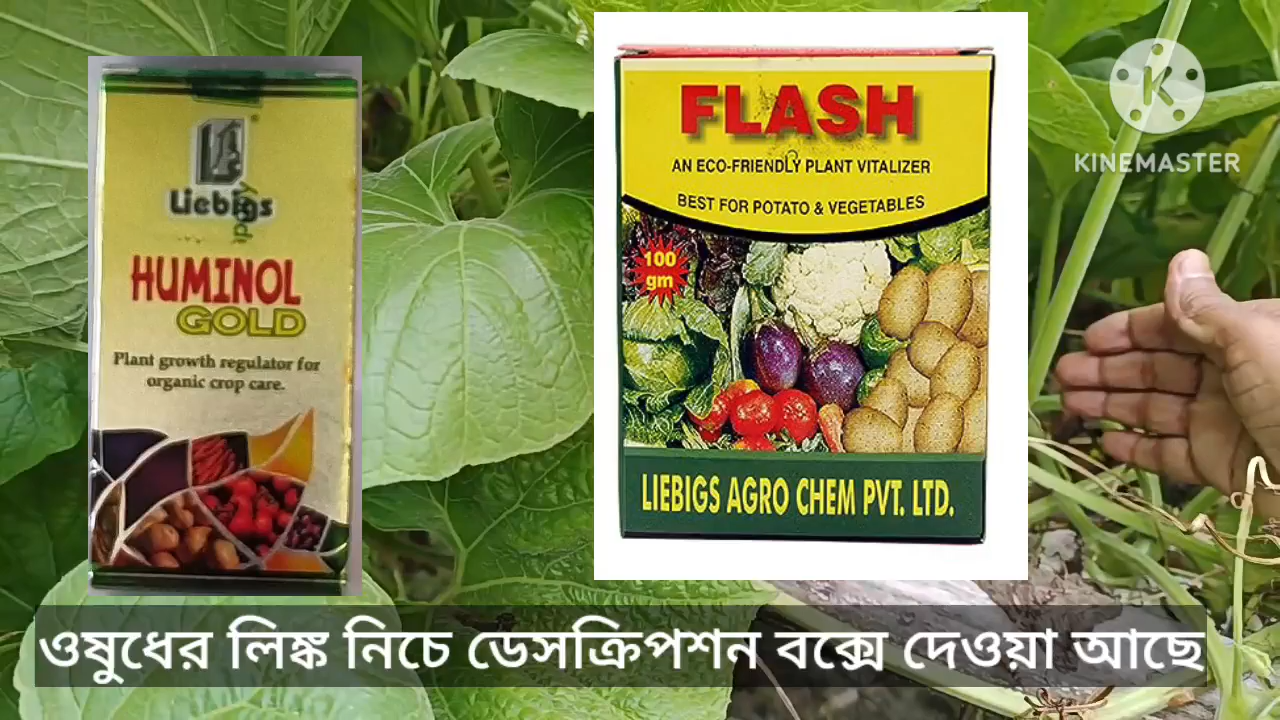 Liebigs
HUMINOL
GOLD
Plant growth regulator for
organic crop care.
FLASH
AN ECO-FRIENDLY PLANT VITALIZER
BEST FOR POTATO & VEGETABLES
100
gm
LIEBIGS AGRO CHEM PVT. LTD.
K
KINEMASTER
ওষুধের লিঙ্ক নিচে ডেসক্রিপশন বক্সে দেওয়া আছে